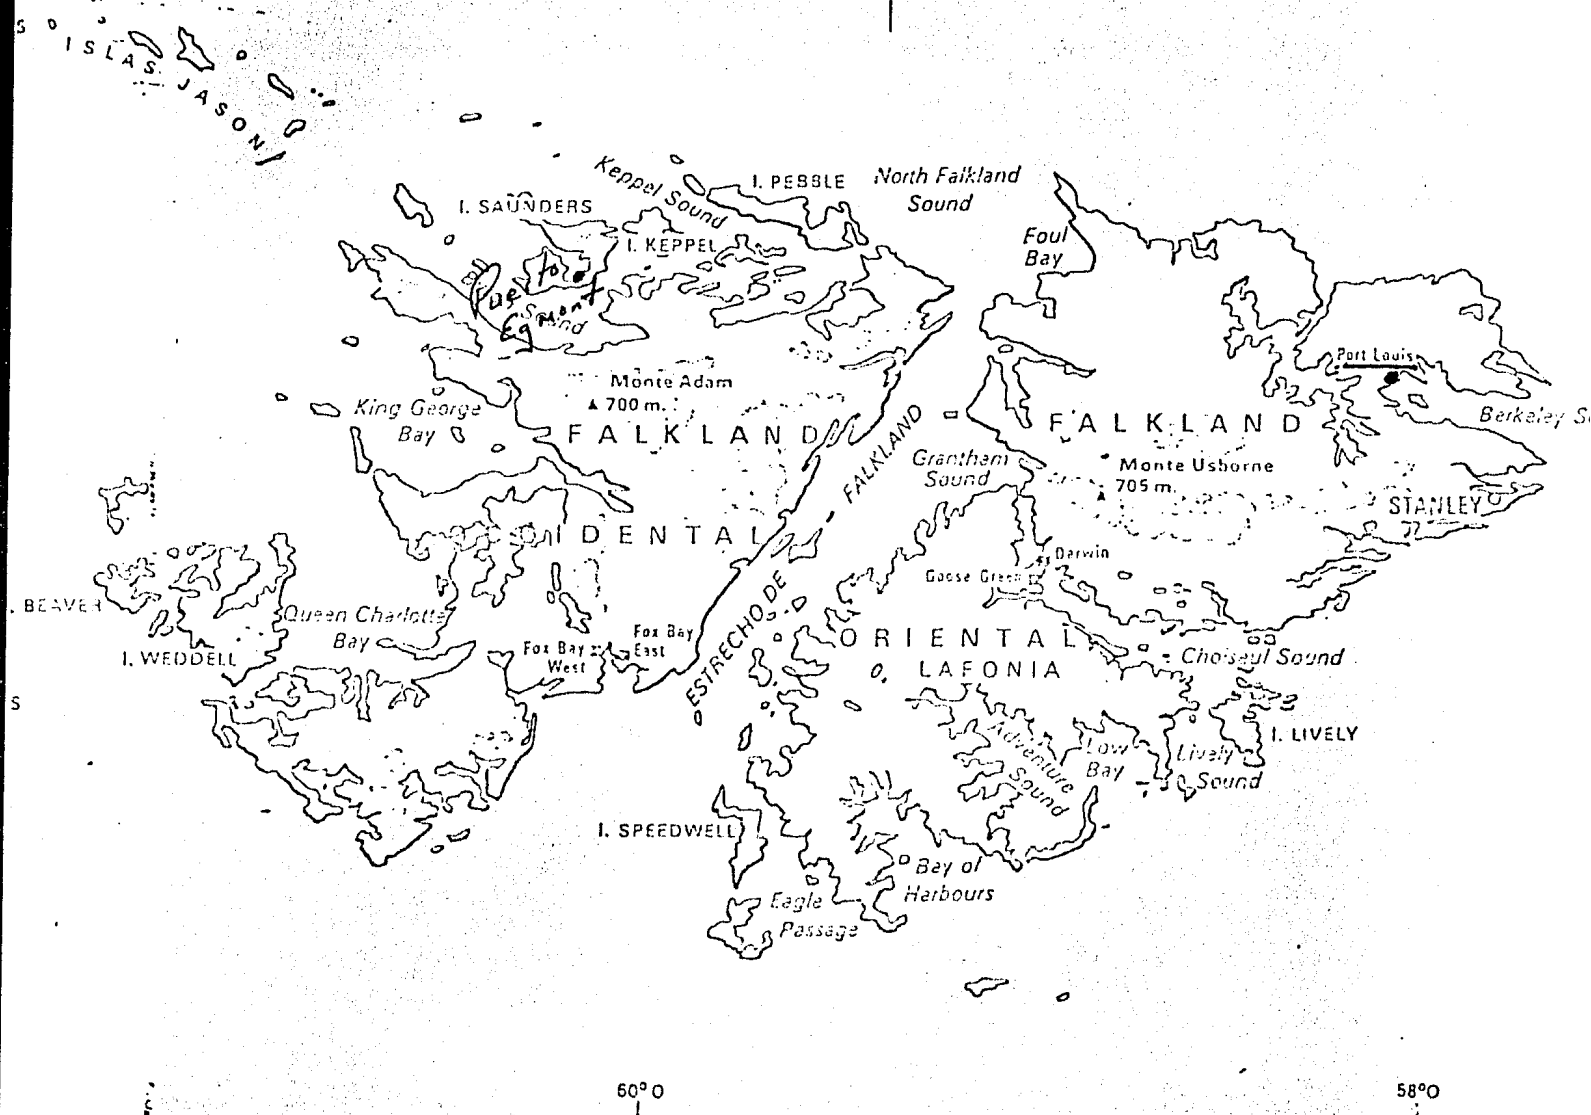 S
ISLAS JASON
Keppel Sound
I. PEBBLE
North Falkland
Sound
I. SAUNDERS
I. KEPPEL
Foul
Bay
Puerto
Egmont
Sound
Port Louis
Monte Adam
700 m.
King George
Bay
Berkeley S
FALKLAND
FALKLAND
Grantham
Sound
Monte Usborne
705 m.
STANLEY
OCCIDENTAL
ESTRECHO DE FALKLAND
Darwin
Goose Green
. BEAVER
Queen Charlotte
Bay
Fox Bay
West
Fox Bay
East
ORIENTAL
I. WEDDELL
LAFONIA
Choiseul Sound
S
Adventure
Sound
Low
Bay
Lively
Sound
I. LIVELY
I. SPEEDWELL
Bay of
Harbours
Eagle
Passage
60°O
58°O